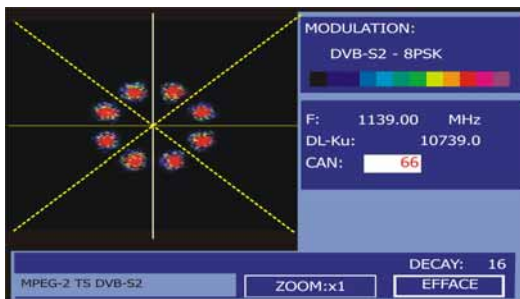 MODULATION:
DVB-S2 - 8PSK
F: 1139.00 MHz
DL-Ku: 10739.0
CAN: 66
DECAY: 16
MPEG-2 TS DVB-S2 ZOOM:x1 EFFACE